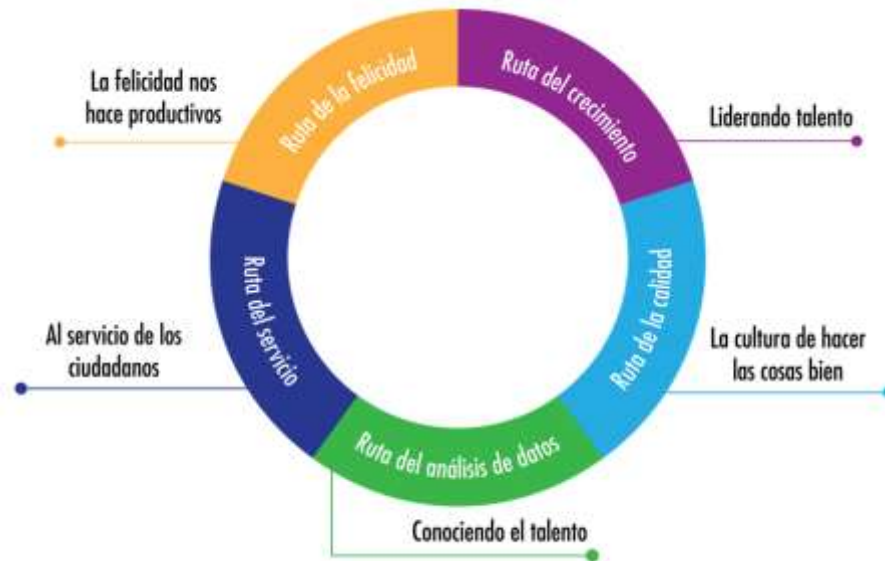 Ruta de la felicidad
Ruta del crecimiento
La felicidad nos
hace productivos
Liderando talento
Ruta del servicio
Ruta de la calidad
Al servicio de los
ciudadanos
La cultura de hacer
las cosas bien
Ruta del análisis de datos
Conociendo el talento